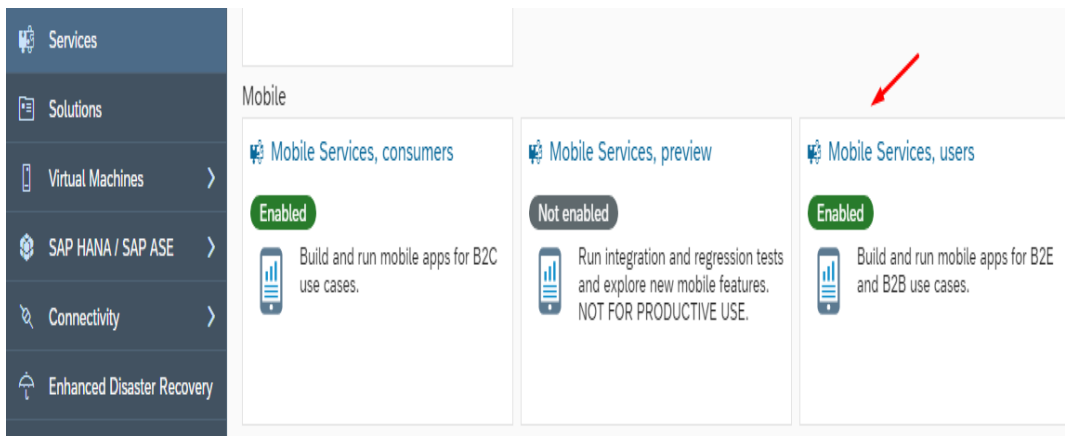 Services
Solutions
Virtual Machines
SAP HANA / SAP ASE
Connectivity
Enhanced Disaster Recovery
Mobile
Mobile Services, consumers
Enabled
Build and run mobile apps for B2C
use cases.
Mobile Services, preview
Not enabled
Run integration and regression tests
and explore new mobile features.
NOT FOR PRODUCTIVE USE.
Mobile Services, users
Enabled
Build and run mobile apps for B2E
and B2B use cases.